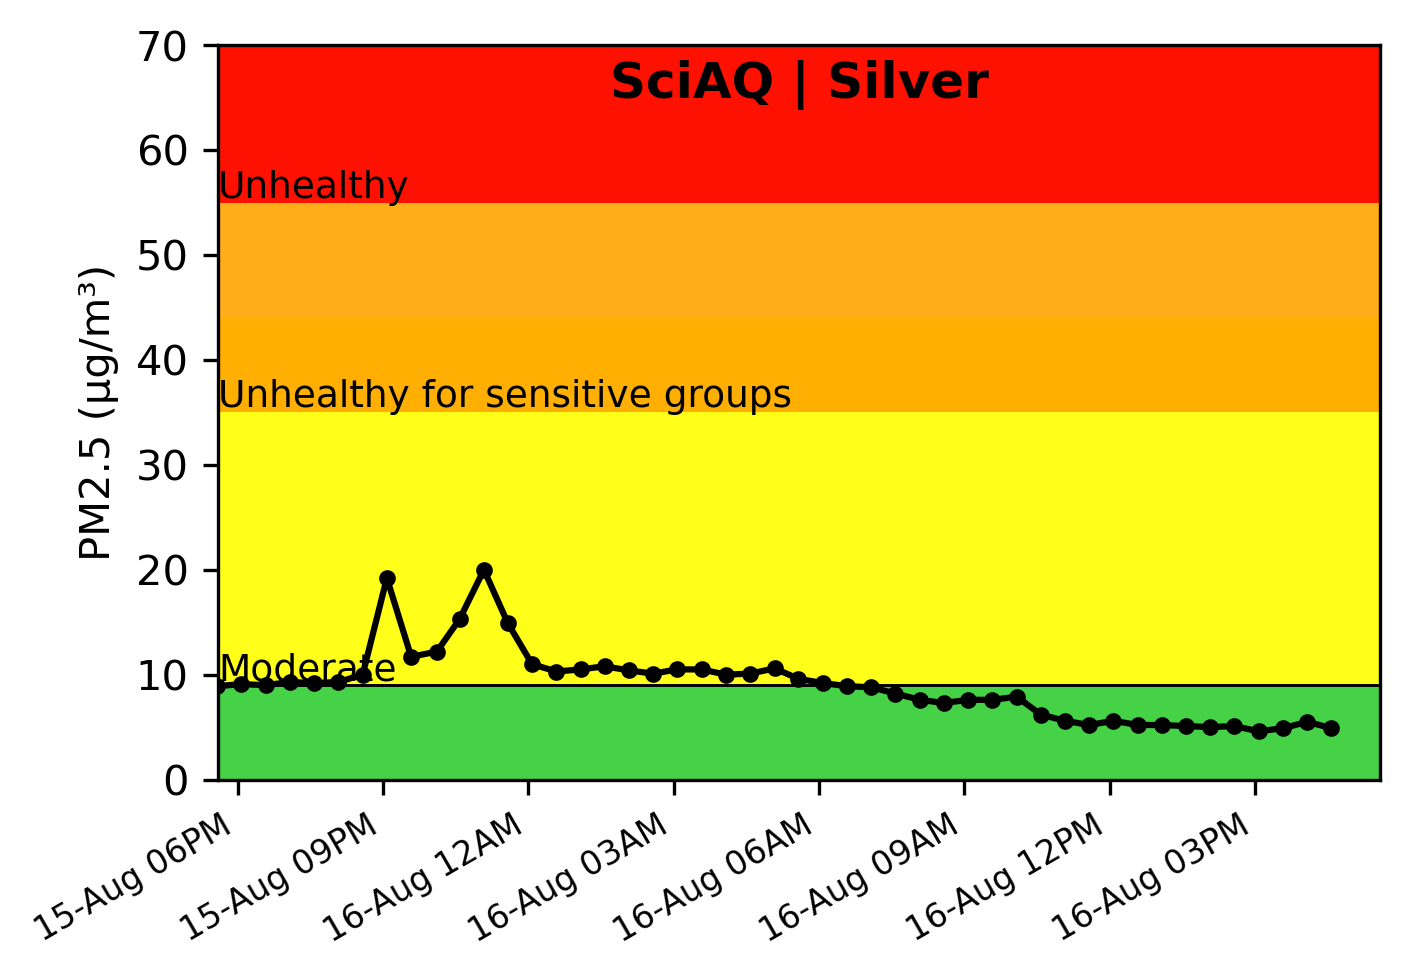 SciAQ | Silver
70
60
Unhealthy
50
40
Unhealthy for sensitive groups
30
20
Moderate
10
0
PM2.5 (µg/m³)
15-Aug 06PM
15-Aug 09PM
16-Aug 12AM
16-Aug 03AM
16-Aug 06AM
16-Aug 09AM
16-Aug 12PM
16-Aug 03PM